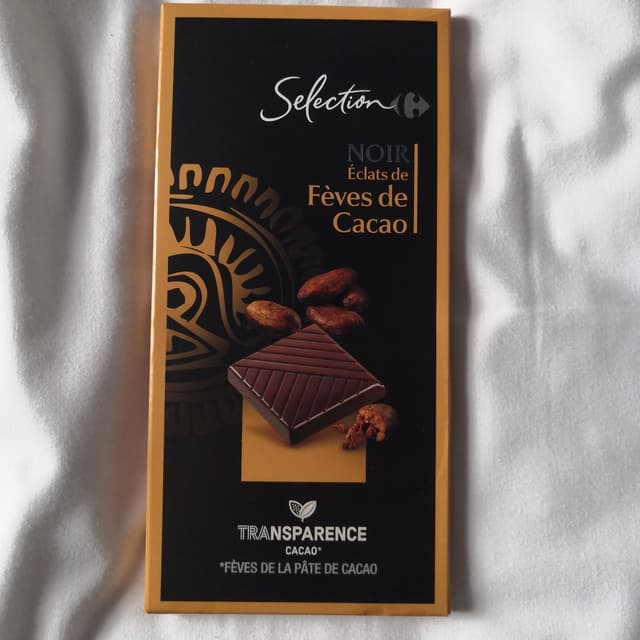 Selection
NOIR
Éclats de
Fèves de
Cacao
TRANSPARENCE
CACAO*
*FÈVES DE LA PÂTE DE CACAO